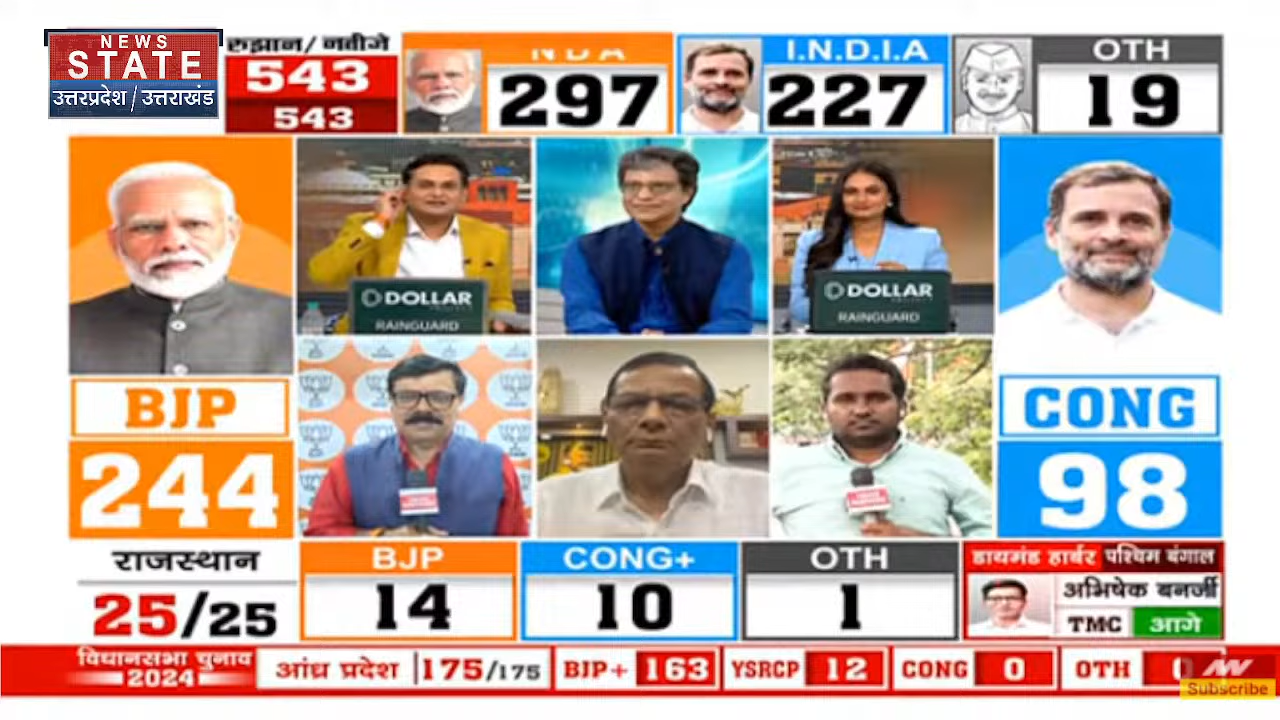 NEWS
STATE
उत्तरप्रदेश / उत्तराखंड
रुझान/ नतीजे
543
543
NDA
297
I.N.D.I.A
227
OTH
19
DOLLAR
RAINGUARD
DOLLAR
RAINGUARD
BJP
244
CONG
98
राजस्थान
25/25
BJP
14
CONG+
10
OTH
1
डायमंड हार्बर पश्चिम बंगाल
अभिषेक बनर्जी
TMC आगे
विधानसभा चुनाव
2024
आंध्र प्रदेश 175/175 BJP+ 163 YSRCP 12 CONG 0 OTH 0
Subscribe